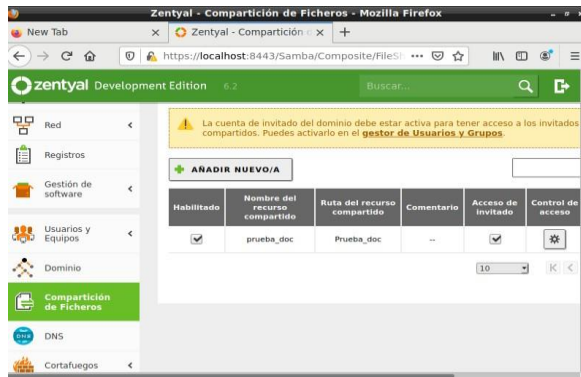 Zentyal - Compartición de Ficheros - Mozilla Firefox
New Tab
Zentyal - Compartición
https://localhost:8443/Samba/Composite/FileS
zentyal Development Edition 6.2
Buscar...
Red
Registros
Gestión de
software
Usuarios y
Equipos
Dominio
Compartición
de Ficheros
DNS
Cortafuegos
La cuenta de invitado del dominio debe estar activa para tener acceso a los invitados
compartidos. Puedes activarlo en el gestor de Usuarios y Grupos.
AÑADIR NUEVO/A
Habilitado
Nombre del
recurso
compartido
Ruta del recurso
compartido
Comentario
Acceso de
invitado
Control de
acceso
prueba_doc
Prueba_doc
--
10